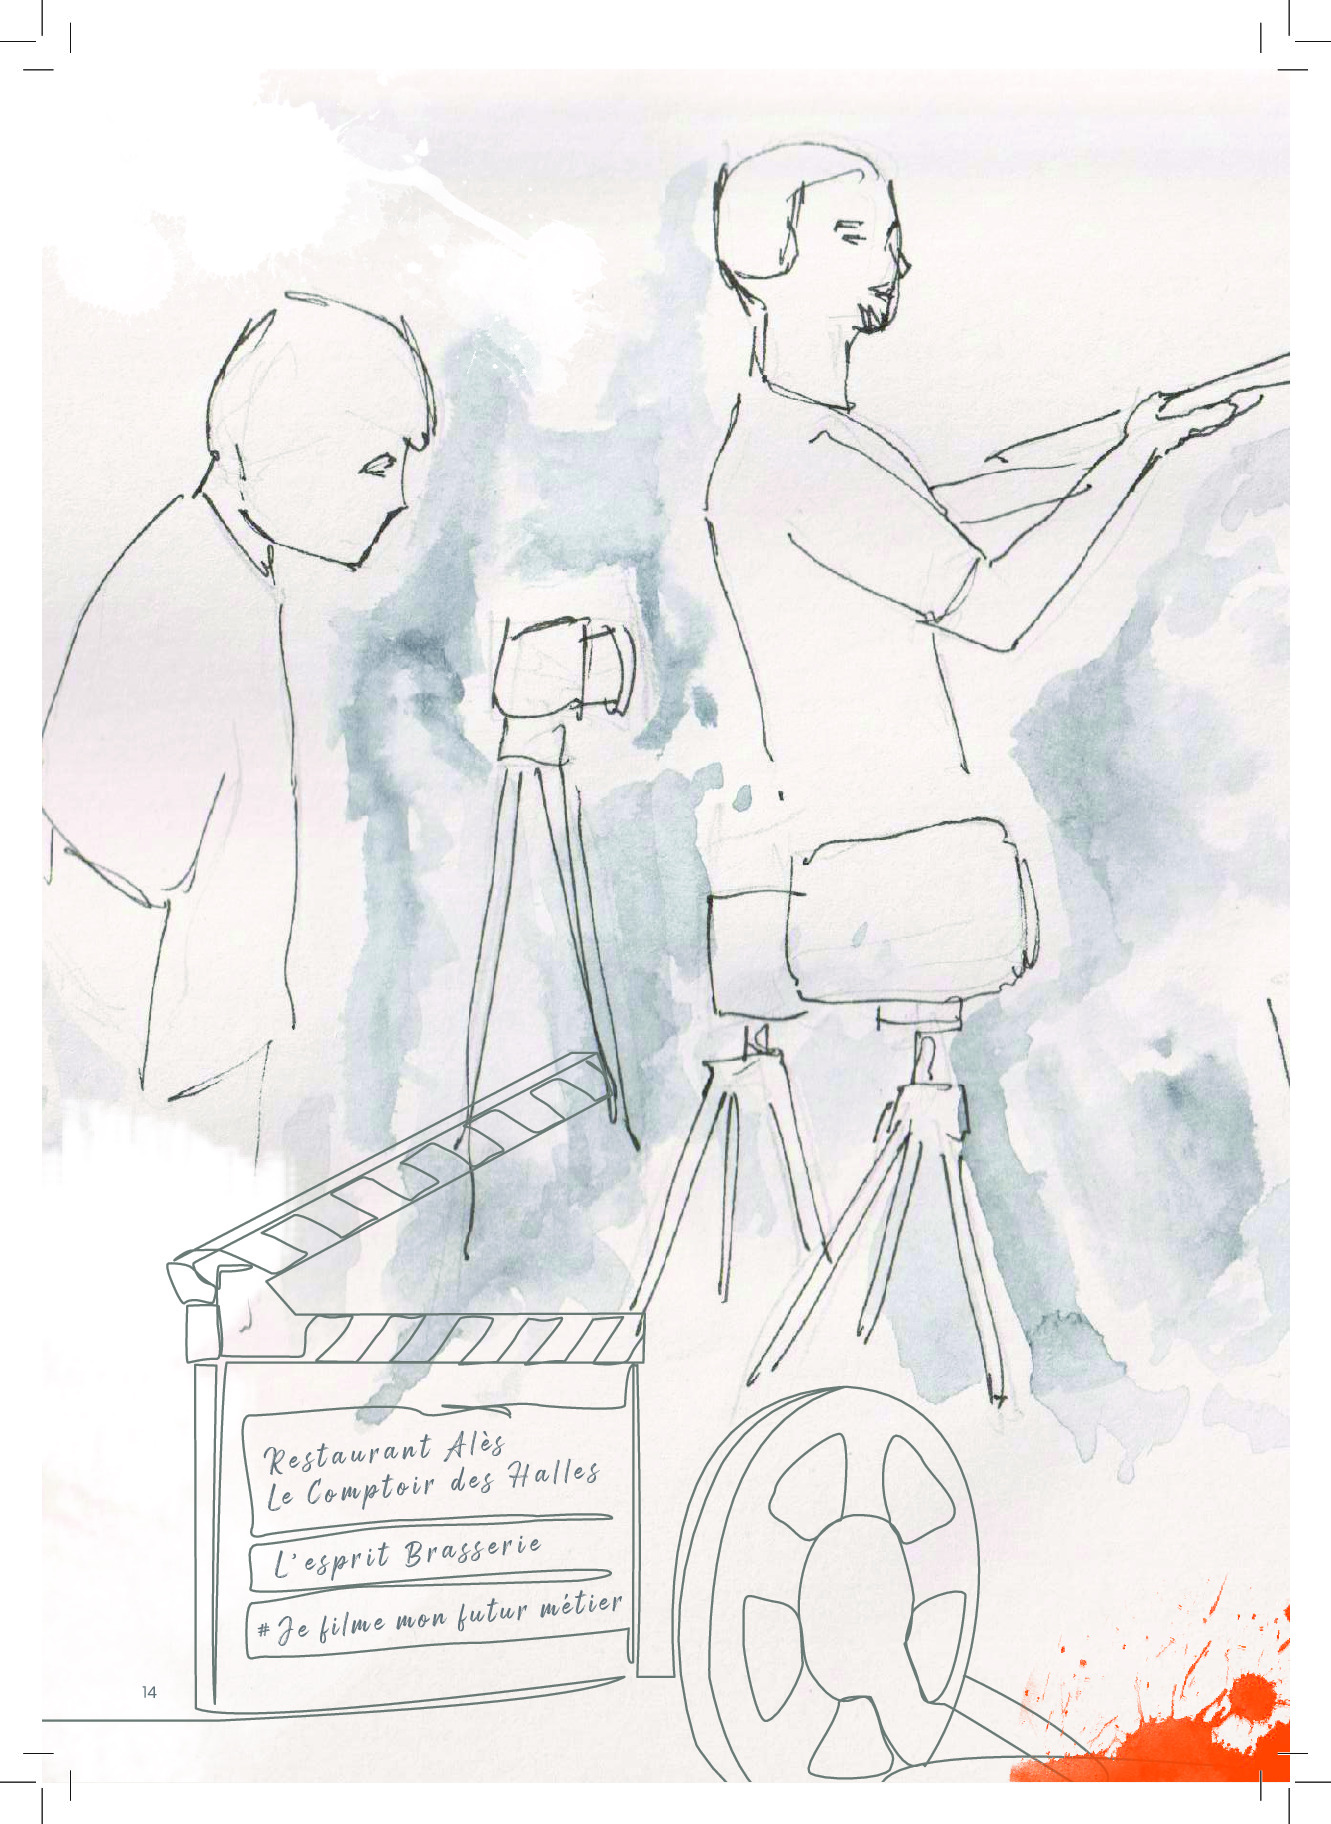 Restaurant Alès
Le Comptoir des Halles
L'esprit Brasserie
# Je filme mon futur métier
14